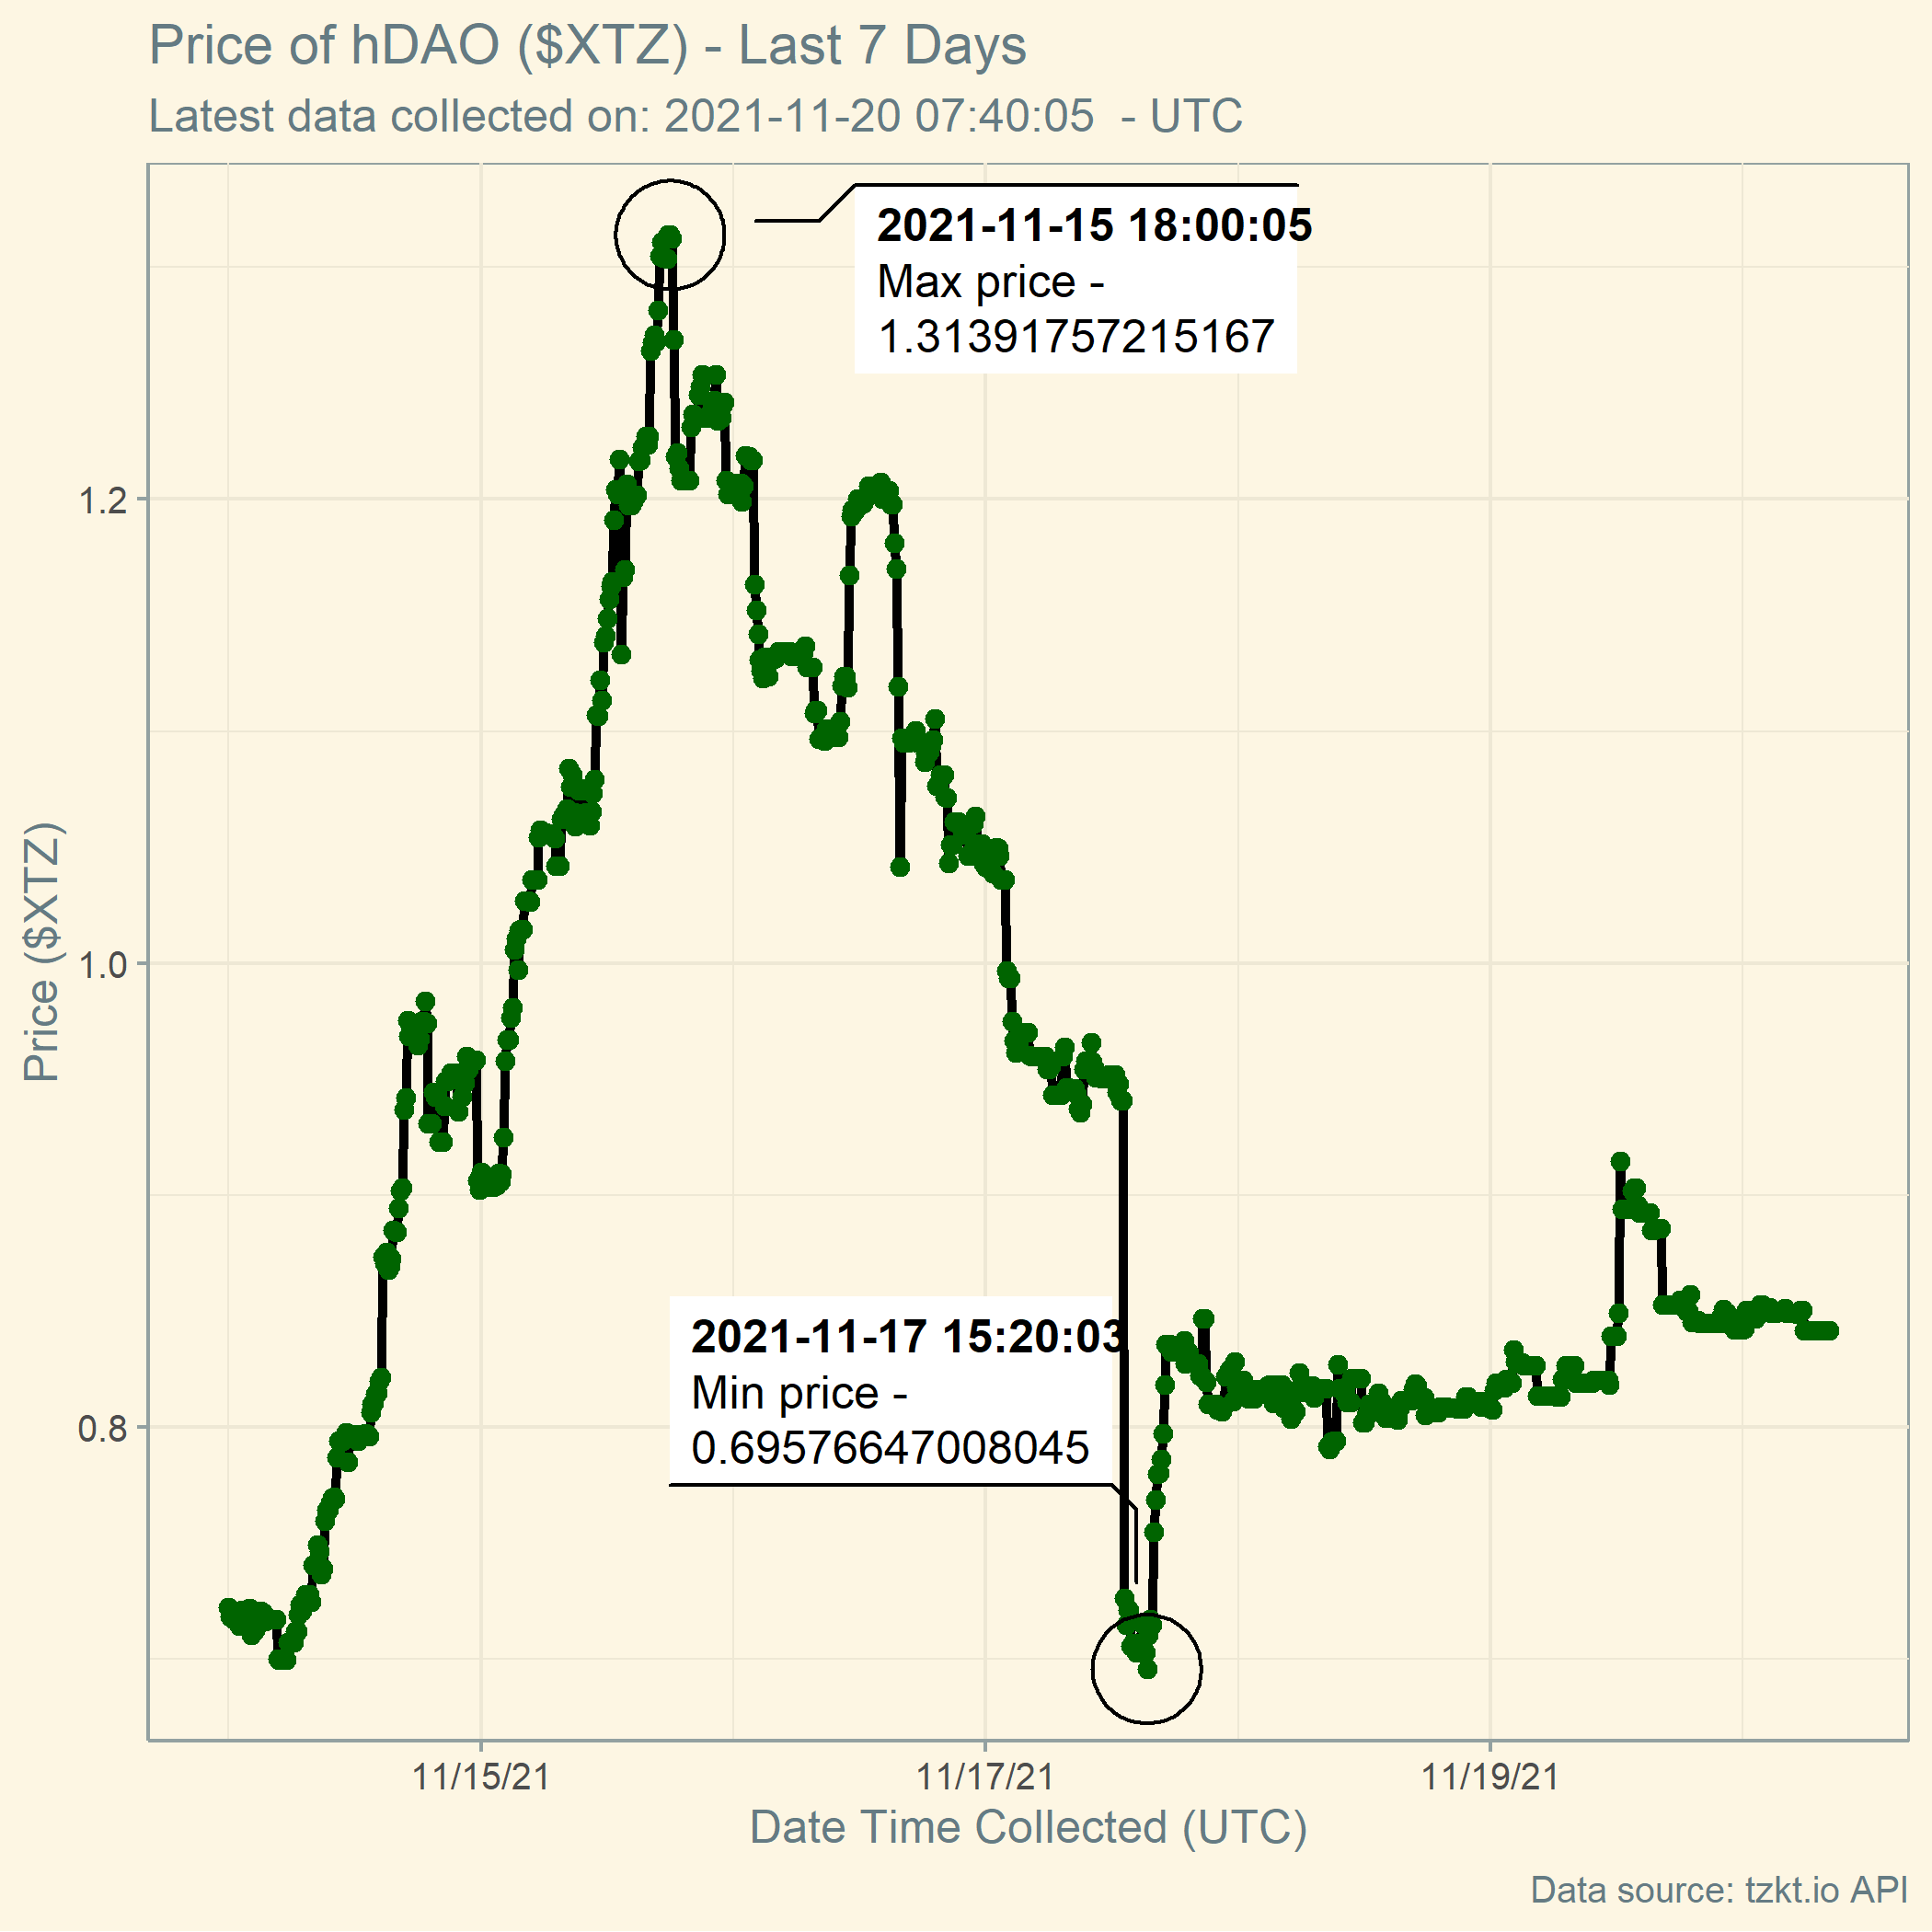 Price of hDAO ($XTZ) - Last 7 Days
Latest data collected on: 2021-11-20 07:40:05  - UTC
2021-11-15 18:00:05
Max price -
1.31391757215167
1.2
1.0
0.8
Price ($XTZ)
2021-11-17 15:20:03
Min price -
0.69576647008045
11/15/21
11/17/21
11/19/21
Date Time Collected (UTC)
Data source: tzkt.io API